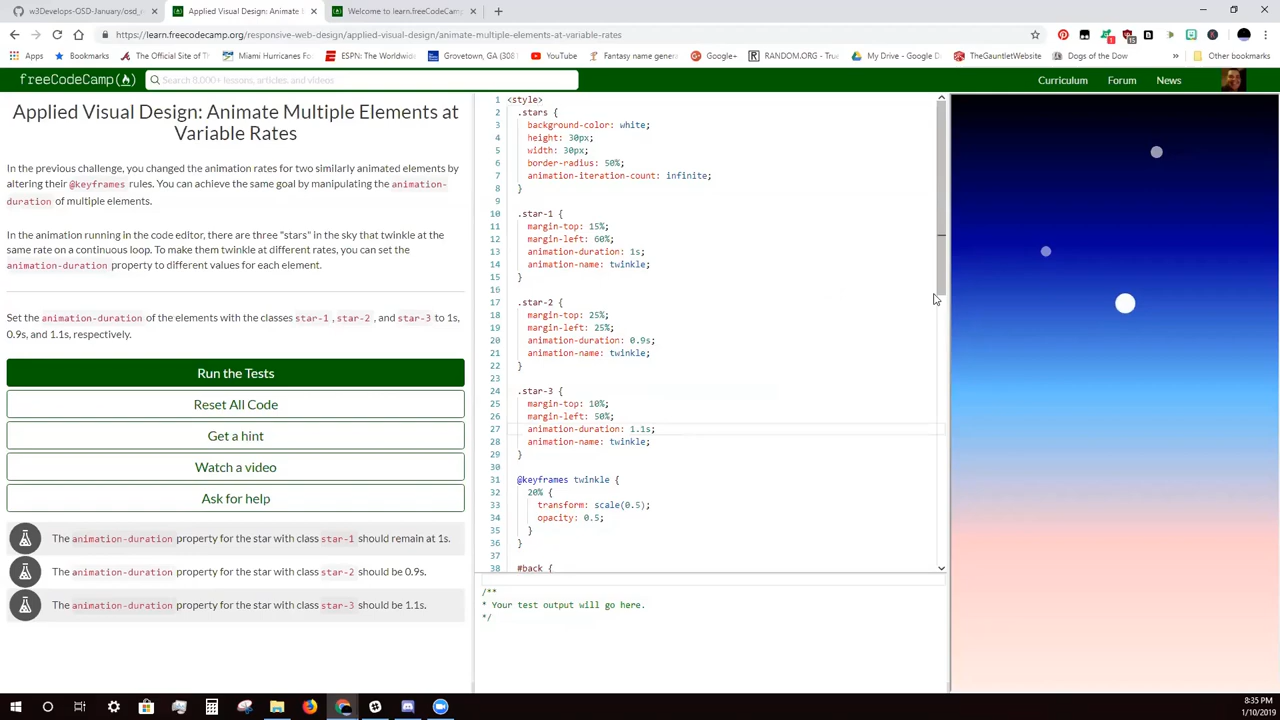 w3Develops-OSD-January/osd_
Applied Visual Design: Animate
Welcome to learn.freeCodeCamp
https://learn.freecodecamp.org/responsive-web-design/applied-visual-design/animate-multiple-elements-at-variable-rates
Apps
Bookmarks
The Official Site of
Miami Hurricanes Fo
ESPN: The Worldwide
Grovetown, GA (308
YouTube
Fantasy name gener
Google+
RANDOM.ORG - True
My Drive - Google D
TheGauntletWebsite
Dogs of the Dow
Other bookmarks
freeCodeCamp
Search 8,000+ lessons, articles, and videos
Curriculum
Forum
News
Applied Visual Design: Animate Multiple Elements at
Variable Rates
In the previous challenge, you changed the animation rates for two similarly animated elements by
altering their @keyframes rules. You can achieve the same goal by manipulating the animation-
duration of multiple elements.
In the animation running in the code editor, there are three "stars" in the sky that twinkle at the
same rate on a continuous loop. To make them twinkle at different rates, you can set the
animation-duration property to different values for each element.
Set the animation-duration of the elements with the classes star-1 , star-2 , and star-3 to 1s,
0.9s, and 1.1s, respectively.
Run the Tests
Reset All Code
Get a hint
Watch a video
Ask for help
The animation-duration property for the star with class star-1 should remain at 1s.
The animation-duration property for the star with class star-2 should be 0.9s.
The animation-duration property for the star with class star-3 should be 1.1s.
1 <style>
2 .stars {
3 background-color: white;
4 height: 30px;
5 width: 30px;
6 border-radius: 50%;
7 animation-iteration-count: infinite;
8 }
9
10 .star-1 {
11 margin-top: 15%;
12 margin-left: 60%;
13 animation-duration: 1s;
14 animation-name: twinkle;
15 }
16
17 .star-2 {
18 margin-top: 25%;
19 margin-left: 25%;
20 animation-duration: 0.9s;
21 animation-name: twinkle;
22 }
23
24 .star-3 {
25 margin-top: 10%;
26 margin-left: 50%;
27 animation-duration: 1.1s;
28 animation-name: twinkle;
29 }
30
31 @keyframes twinkle {
32 20% {
33 transform: scale(0.5);
34 opacity: 0.5;
35 }
36 }
37
38 #back {
/**
* Your test output will go here.
*/
8:35 PM
1/10/2019